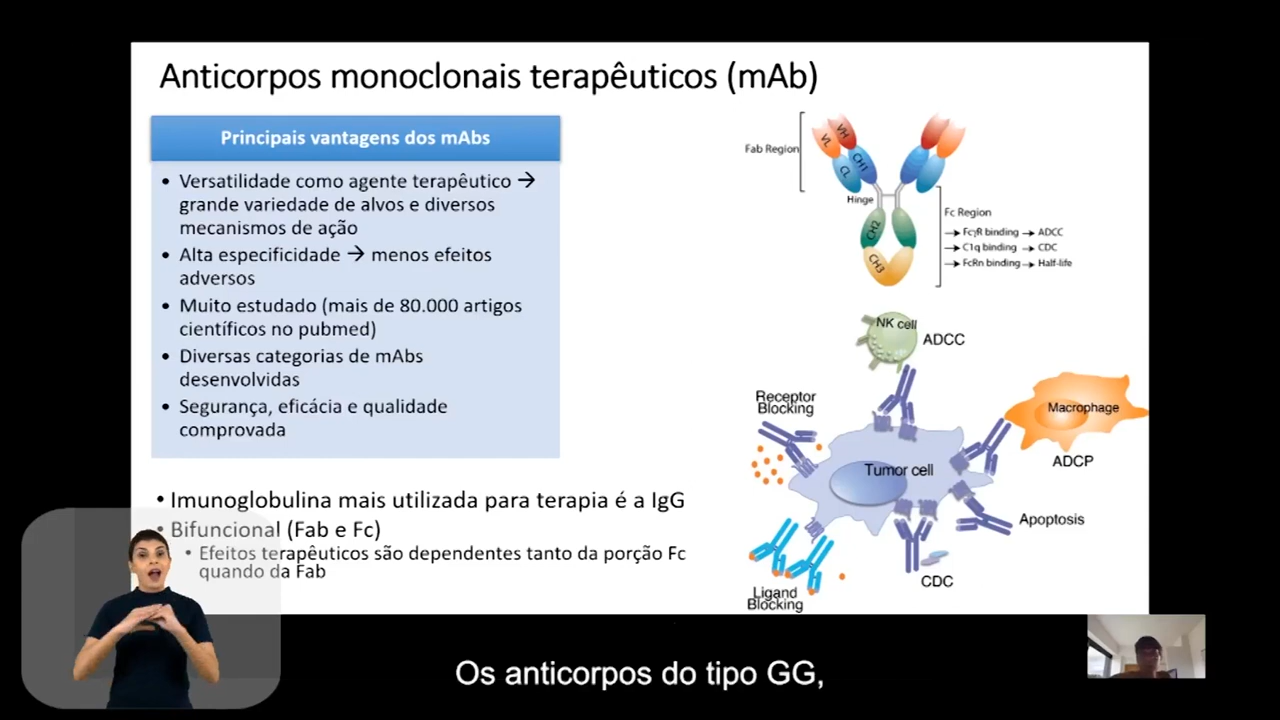 Anticorpos monoclonais terapêuticos (mAb)
Principais vantagens dos mAbs
• Versatilidade como agente terapêutico →
grande variedade de alvos e diversos
mecanismos de ação
• Alta especificidade → menos efeitos
adversos
• Muito estudado (mais de 80.000 artigos
científicos no pubmed)
• Diversas categorias de mAbs
desenvolvidas
• Segurança, eficácia e qualidade
comprovada
• Imunoglobulina mais utilizada para terapia é a IgG
• Bifuncional (Fab e Fc)
• Efeitos terapêuticos são dependentes tanto da porção Fc
quando da Fab
Fab Region
VL
VH
CL
CH1
Hinge
CH2
CH3
Fc Region
→ FcγR binding → ADCC
→ C1q binding → CDC
→ FcRn binding → Half-life
NK cell
ADCC
Receptor
Blocking
Macrophage
ADCP
Tumor cell
Apoptosis
CDC
Ligand
Blocking
Os anticorpos do tipo GG,